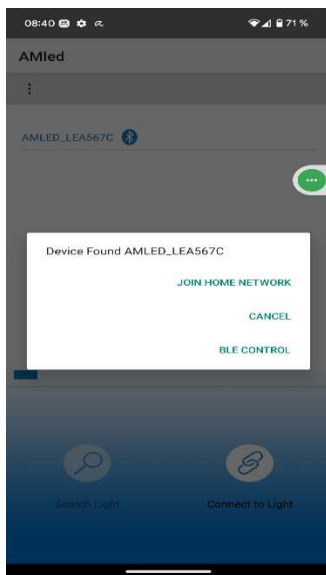 08:40 71 %
AMled
AMLED_LEA567C
Device Found AMLED_LEA567C
JOIN HOME NETWORK
CANCEL
BLE CONTROL
Search Light Connect to Light